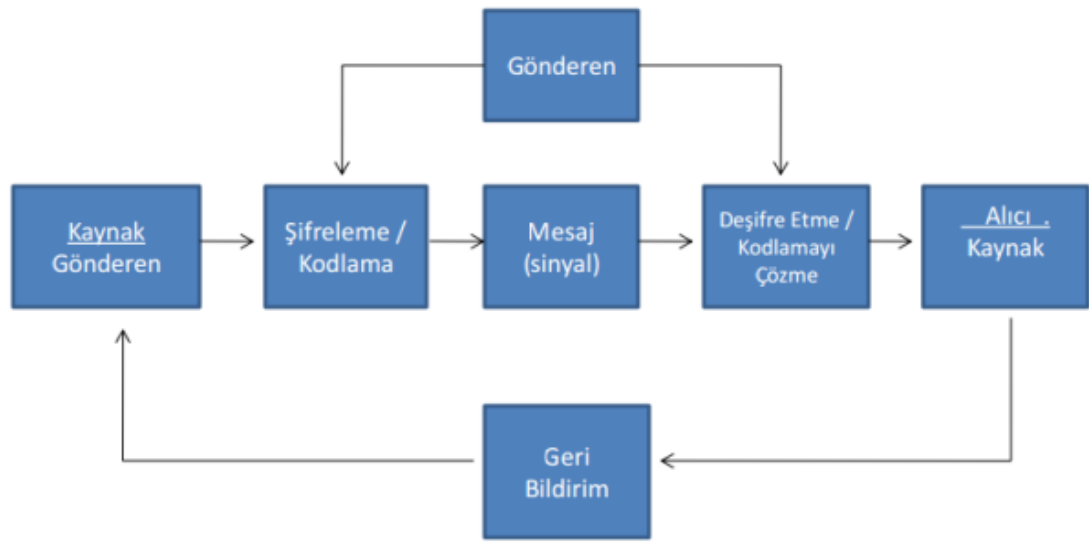 Gönderen
Kaynak
Gönderen
Şifreleme /
Kodlama
Mesaj
(sinyal)
Deşifre Etme /
Kodlamayı
Çözme
Alıcı .
Kaynak
Geri
Bildirim